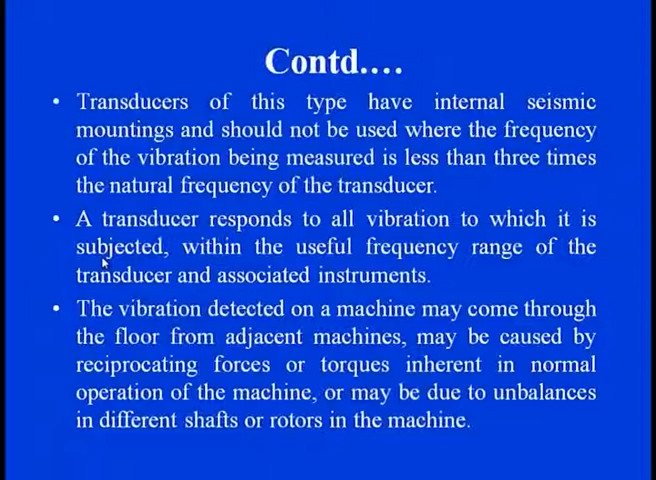 Contd....
• Transducers of this type have internal seismic
mountings and should not be used where the frequency
of the vibration being measured is less than three times
the natural frequency of the transducer.
• A transducer responds to all vibration to which it is
subjected, within the useful frequency range of the
transducer and associated instruments.
• The vibration detected on a machine may come through
the floor from adjacent machines, may be caused by
reciprocating forces or torques inherent in normal
operation of the machine, or may be due to unbalances
in different shafts or rotors in the machine.